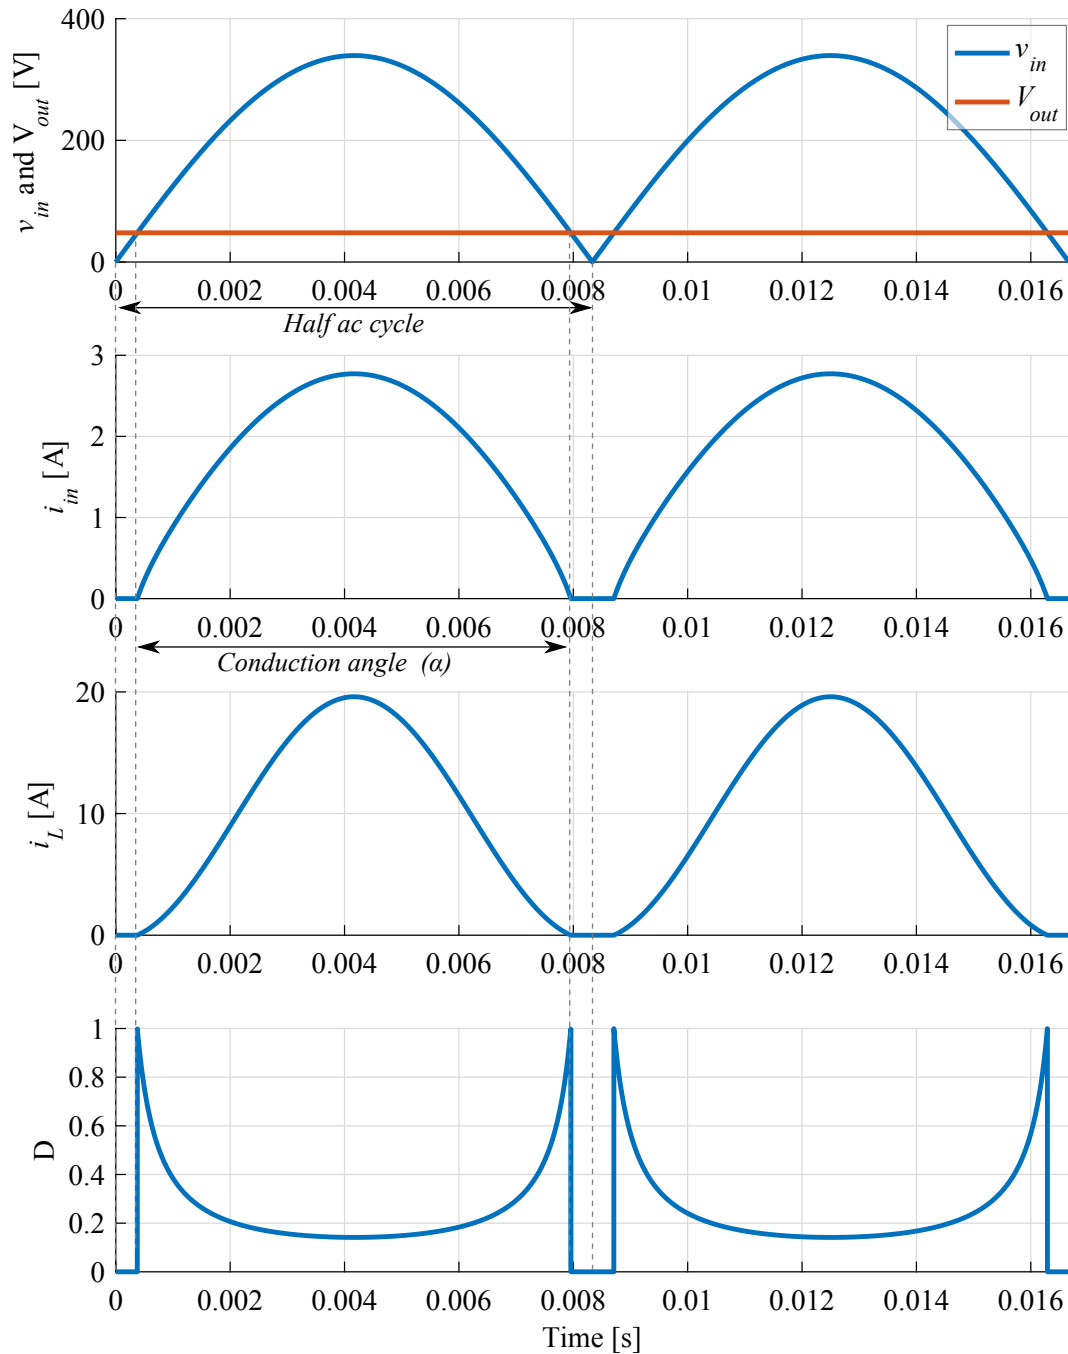 400
v_in
V_out
200
v_in and V_out [V]
0
0 0.002 0.004 0.006 0.008 0.01 0.012 0.014 0.016
Half ac cycle
3
2
i_in [A]
1
0
0 0.002 0.004 0.006 0.008 0.01 0.012 0.014 0.016
Conduction angle (α)
20
i_L [A]
10
0
0 0.002 0.004 0.006 0.008 0.01 0.012 0.014 0.016
1
0.8
0.6
D
0.4
0.2
0
0 0.002 0.004 0.006 0.008 0.01 0.012 0.014 0.016
Time [s]